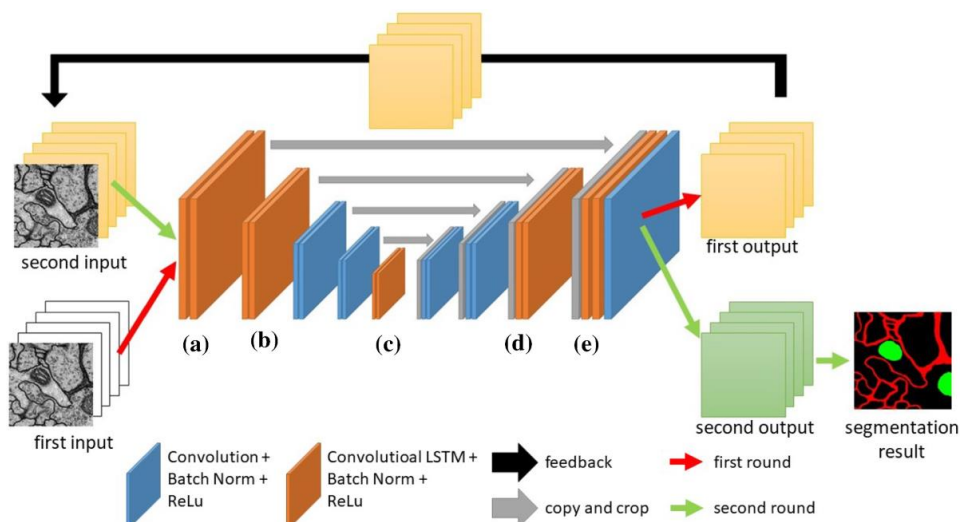 second input
first output
(a)
(b)
(c)
(d)
(e)
first input
second output
segmentation
result
Convolution +
Batch Norm +
ReLu
Convolutioal LSTM +
Batch Norm +
ReLu
feedback
copy and crop
first round
second round